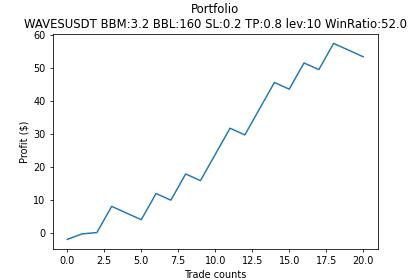 Portfolio
WAVESUSDT BBM:3.2 BBL:160 SL:0.2 TP:0.8 lev:10 WinRatio:52.0
60
50
40
30
20
10
0
Profit ($)
0.0 2.5 5.0 7.5 10.0 12.5 15.0 17.5 20.0
Trade counts